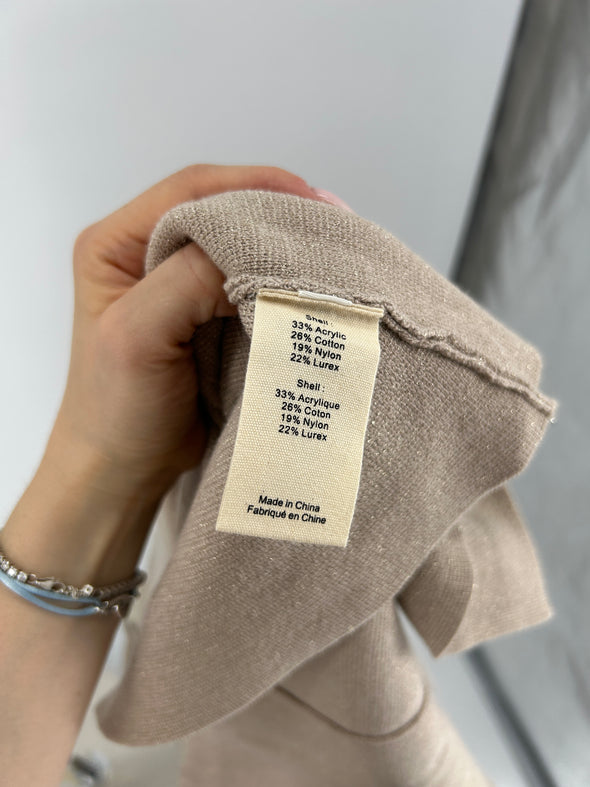 Shell :
33% Acrylic
26% Cotton
19% Nylon
22% Lurex
Shell :
33% Acrylique
26% Coton
19% Nylon
22% Lurex
Made in China
Fabriqué en Chine